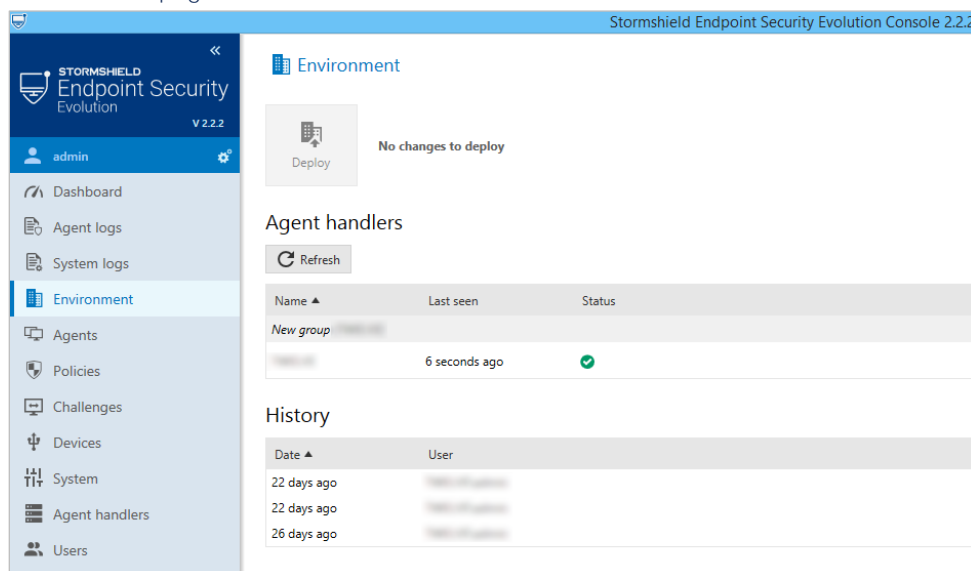 Stormshield Endpoint Security Evolution Console 2.2.2
STORMSHIELD
Endpoint Security
Evolution
V 2.2.2
admin
Dashboard
Agent logs
System logs
Environment
Agents
Policies
Challenges
Devices
System
Agent handlers
Users
Environment
Deploy
No changes to deploy
Agent handlers
Refresh
Name Last seen Status
New group
6 seconds ago
History
Date User
22 days ago
22 days ago
26 days ago